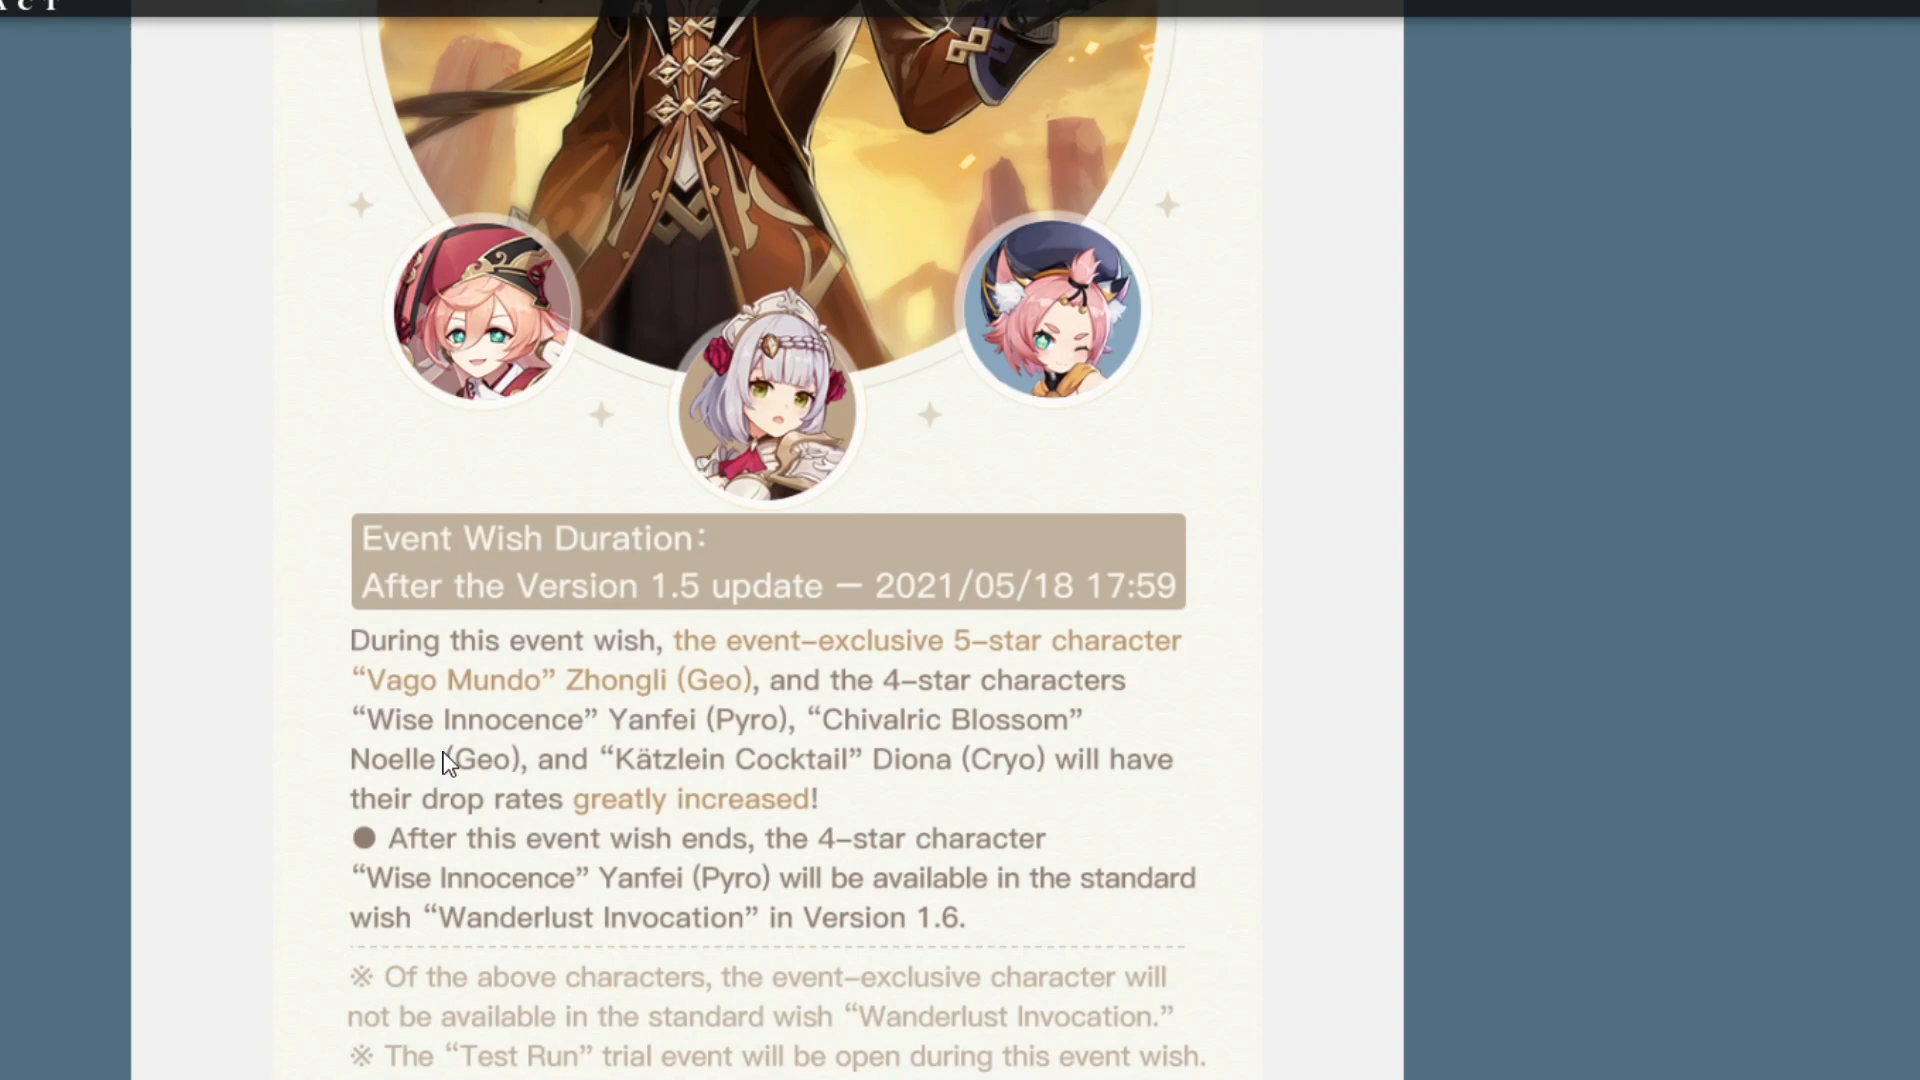 Event Wish Duration:
After the Version 1.5 update – 2021/05/18 17:59
During this event wish, the event-exclusive 5-star character
“Vago Mundo” Zhongli (Geo), and the 4-star characters
“Wise Innocence” Yanfei (Pyro), “Chivalric Blossom”
Noelle (Geo), and “Kätzlein Cocktail” Diona (Cryo) will have
their drop rates greatly increased!
● After this event wish ends, the 4-star character
“Wise Innocence” Yanfei (Pyro) will be available in the standard
wish “Wanderlust Invocation” in Version 1.6.
※ Of the above characters, the event-exclusive character will
not be available in the standard wish “Wanderlust Invocation.”
※ The “Test Run” trial event will be open during this event wish.